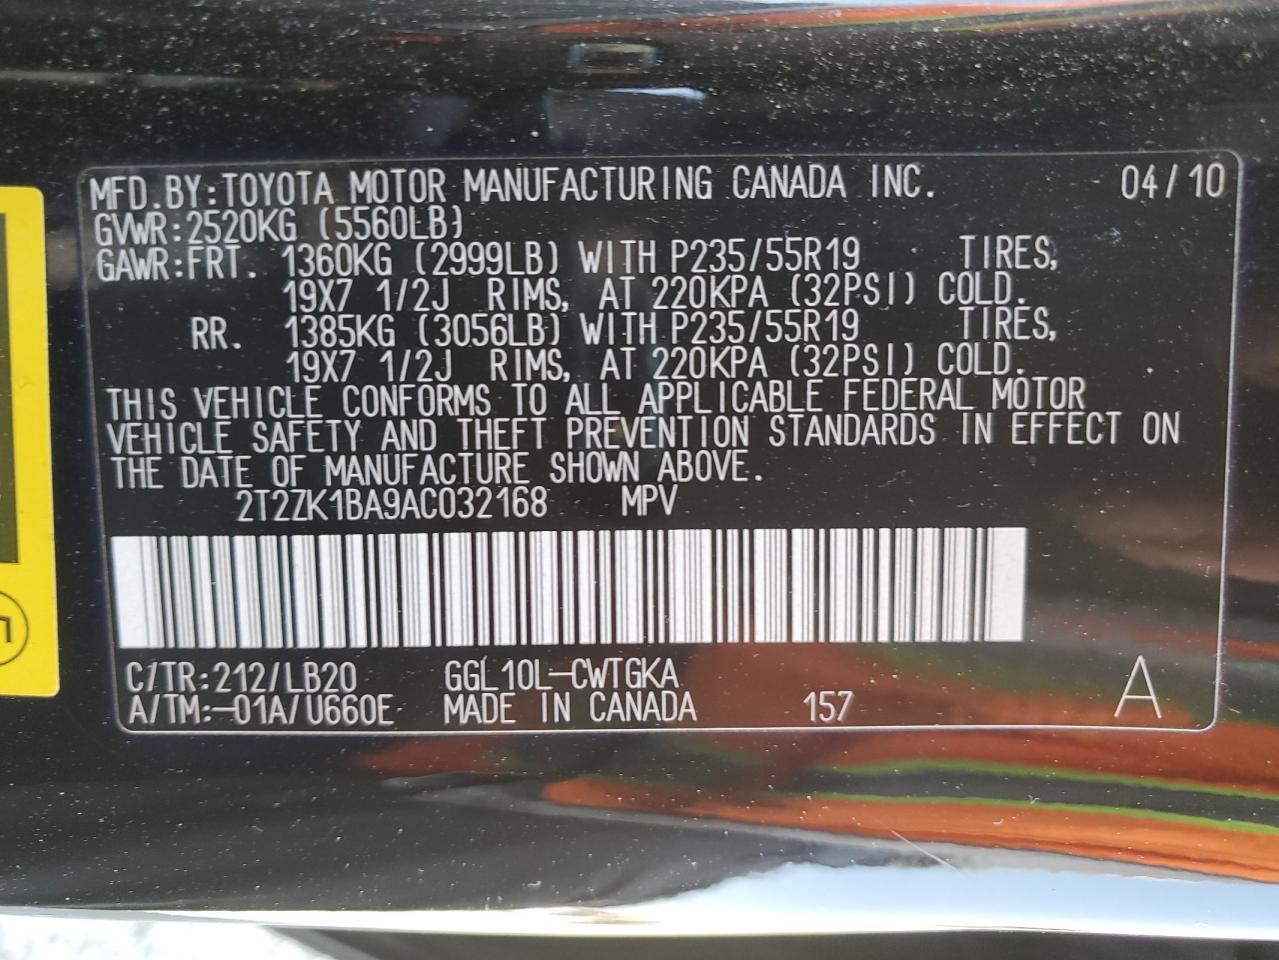 MFD.BY:TOYOTA MOTOR MANUFACTURING CANADA INC. 04/10
GVWR:2520KG (5560LB)
GAWR:FRT. 1360KG (2999LB) WITH P235/55R19 TIRES,
19X7 1/2J RIMS, AT 220KPA (32PSI) COLD.
RR. 1385KG (3056LB) WITH P235/55R19 TIRES,
19X7 1/2J RIMS, AT 220KPA (32PSI) COLD.
THIS VEHICLE CONFORMS TO ALL APPLICABLE FEDERAL MOTOR
VEHICLE SAFETY AND THEFT PREVENTION STANDARDS IN EFFECT ON
THE DATE OF MANUFACTURE SHOWN ABOVE.
2T2ZK1BA9AC032168 MPV
C/TR:212/LB20 GGL10L-CWTGKA
A/TM:-01A/U660E MADE IN CANADA 157 A